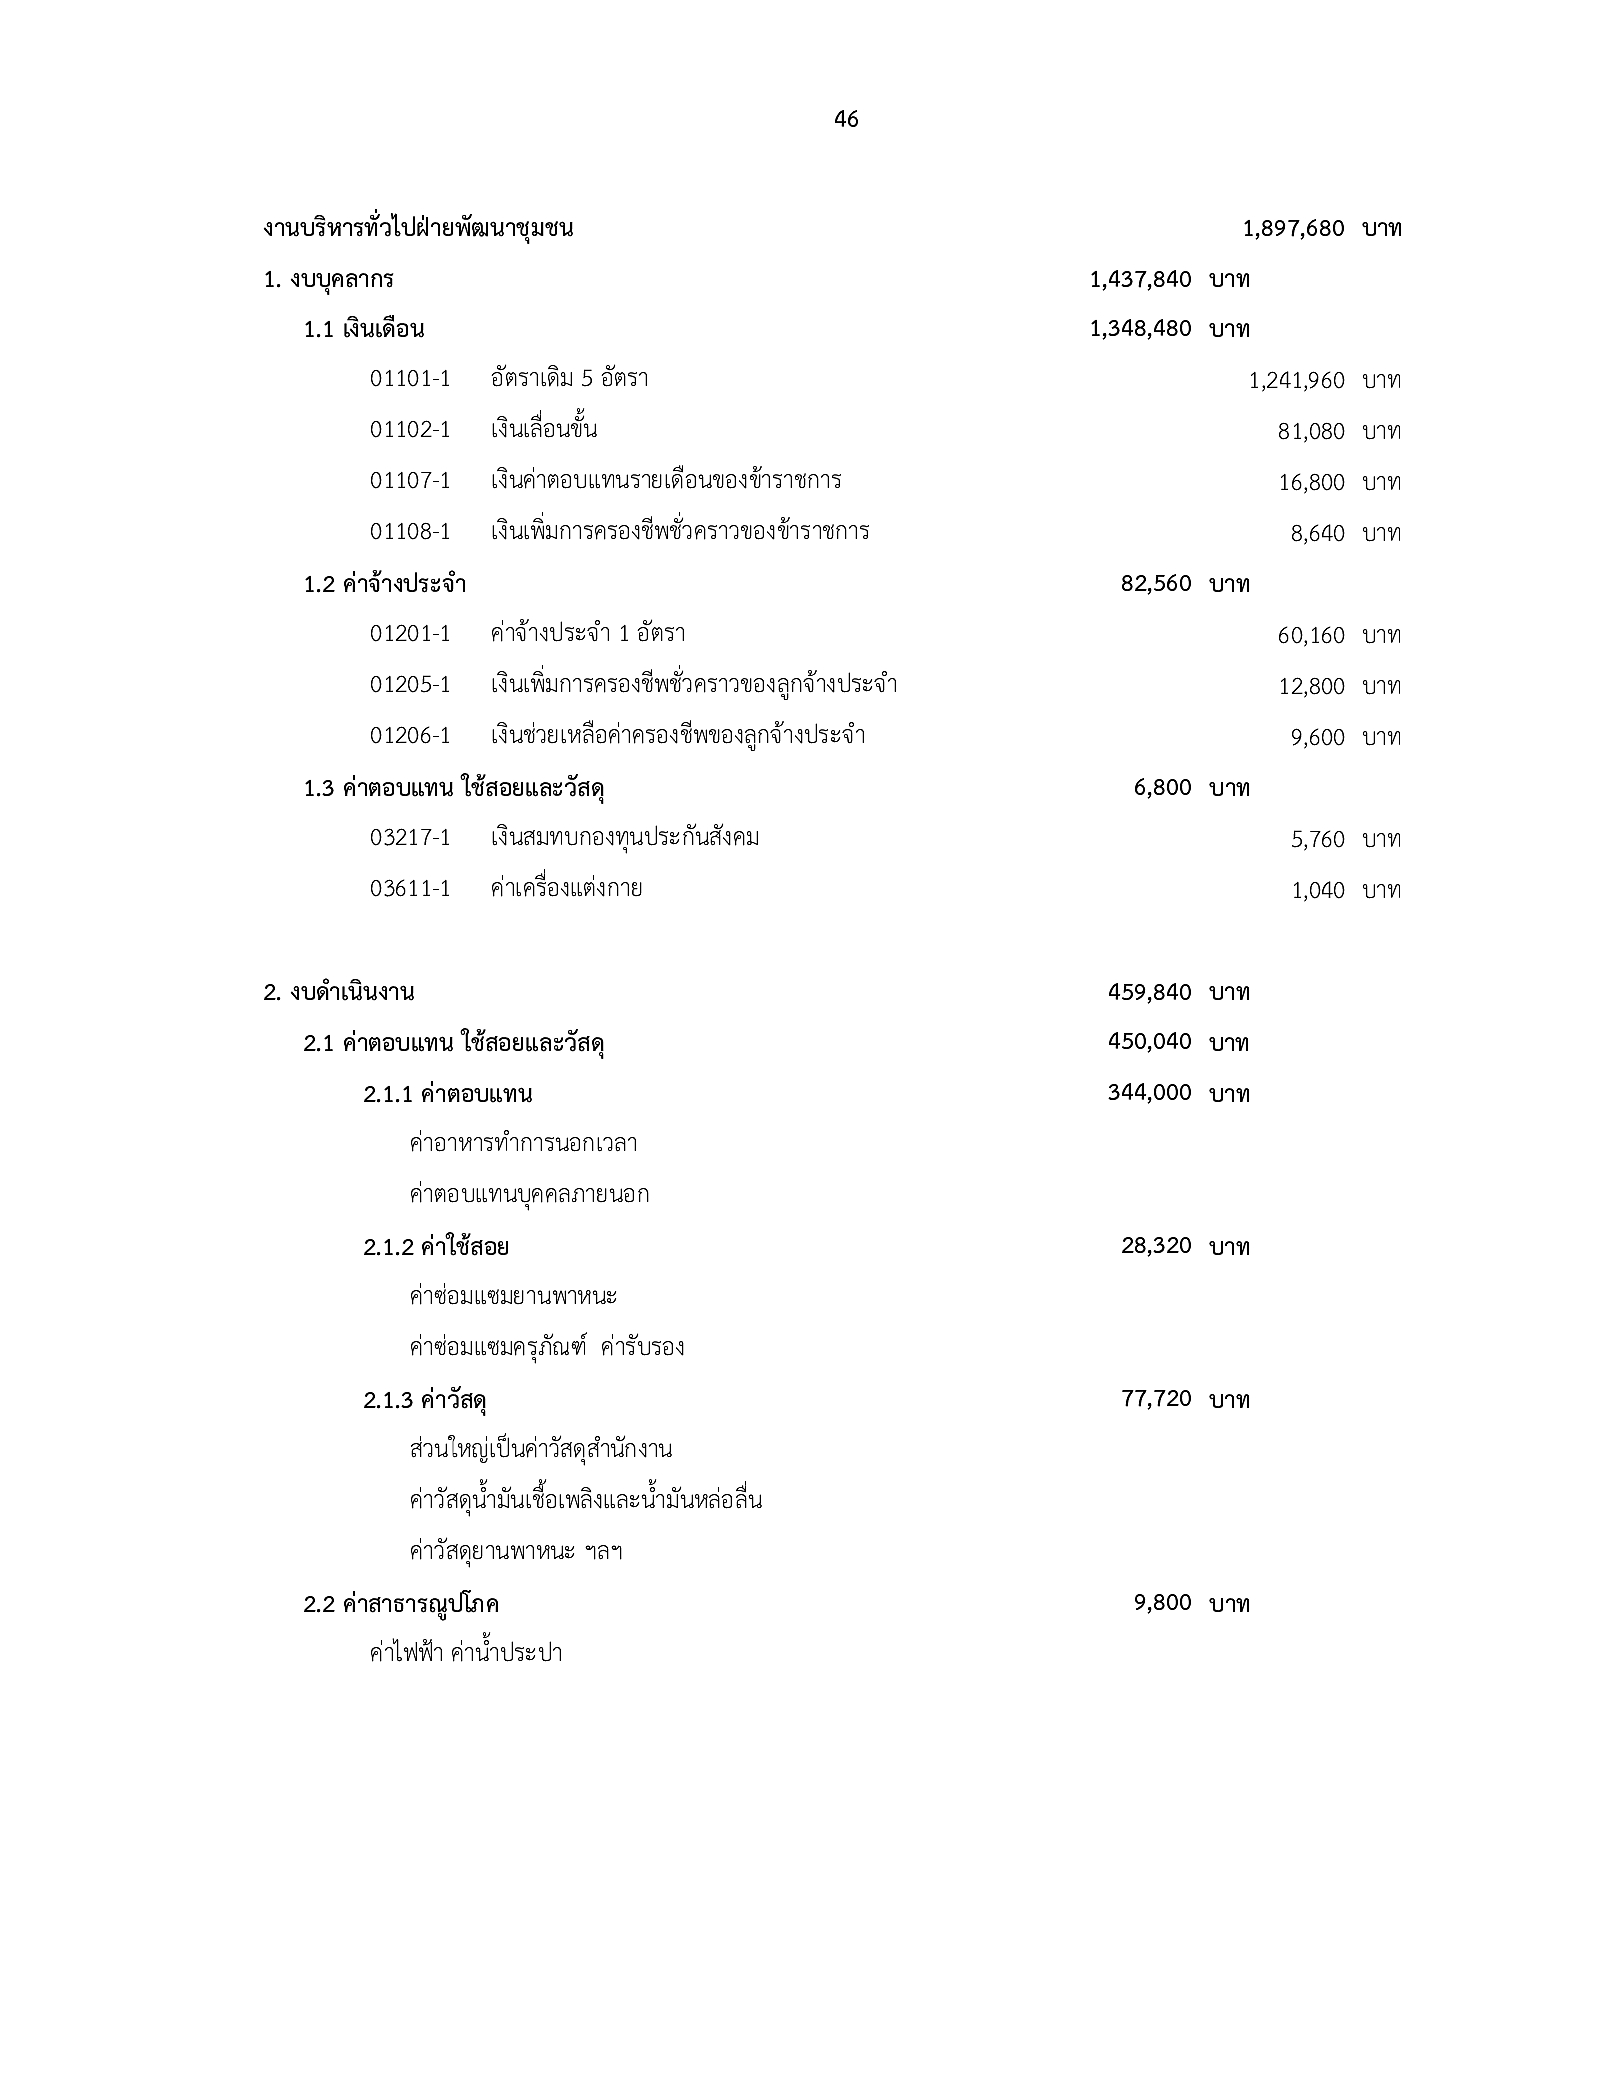 46
งานบริหารทั่วไปฝ่ายพัฒนาชุมชน 1,897,680 บาท
1. งบบุคลากร 1,437,840 บาท
1.1 เงินเดือน 1,348,480 บาท
01101-1 อัตราเดิม 5 อัตรา 1,241,960 บาท
01102-1 เงินเลื่อนขั้น 81,080 บาท
01107-1 เงินค่าตอบแทนรายเดือนของข้าราชการ 16,800 บาท
01108-1 เงินเพิ่มการครองชีพชั่วคราวของข้าราชการ 8,640 บาท
1.2 ค่าจ้างประจำ 82,560 บาท
01201-1 ค่าจ้างประจำ 1 อัตรา 60,160 บาท
01205-1 เงินเพิ่มการครองชีพชั่วคราวของลูกจ้างประจำ 12,800 บาท
01206-1 เงินช่วยเหลือค่าครองชีพของลูกจ้างประจำ 9,600 บาท
1.3 ค่าตอบแทน ใช้สอยและวัสดุ 6,800 บาท
03217-1 เงินสมทบกองทุนประกันสังคม 5,760 บาท
03611-1 ค่าเครื่องแต่งกาย 1,040 บาท
2. งบดำเนินงาน 459,840 บาท
2.1 ค่าตอบแทน ใช้สอยและวัสดุ 450,040 บาท
2.1.1 ค่าตอบแทน 344,000 บาท
ค่าอาหารทำการนอกเวลา
ค่าตอบแทนบุคคลภายนอก
2.1.2 ค่าใช้สอย 28,320 บาท
ค่าซ่อมแซมยานพาหนะ
ค่าซ่อมแซมครุภัณฑ์ ค่ารับรอง
2.1.3 ค่าวัสดุ 77,720 บาท
ส่วนใหญ่เป็นค่าวัสดุสำนักงาน
ค่าวัสดุน้ำมันเชื้อเพลิงและน้ำมันหล่อลื่น
ค่าวัสดุยานพาหนะ ฯลฯ
2.2 ค่าสาธารณูปโภค 9,800 บาท
ค่าไฟฟ้า ค่าน้ำประปา